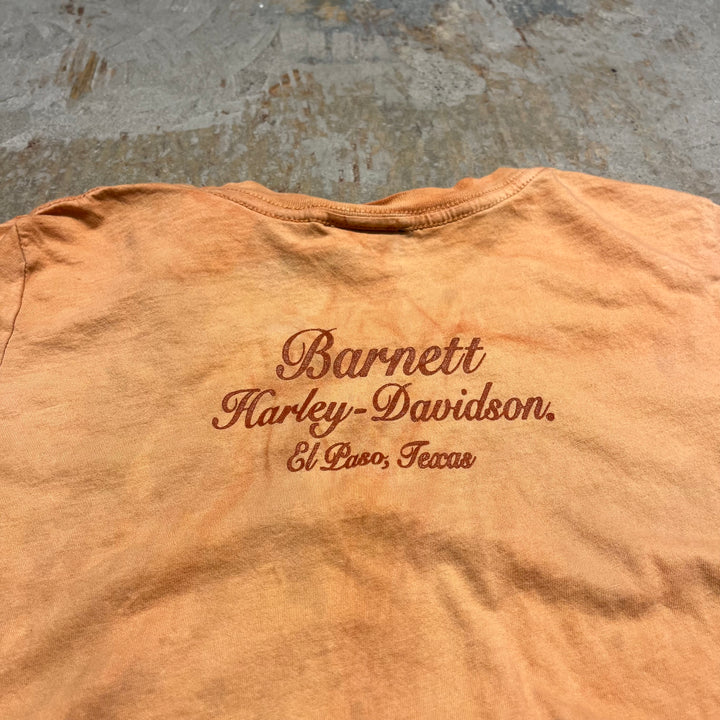 Barnett
Harley-Davidson.
El Paso, Texas